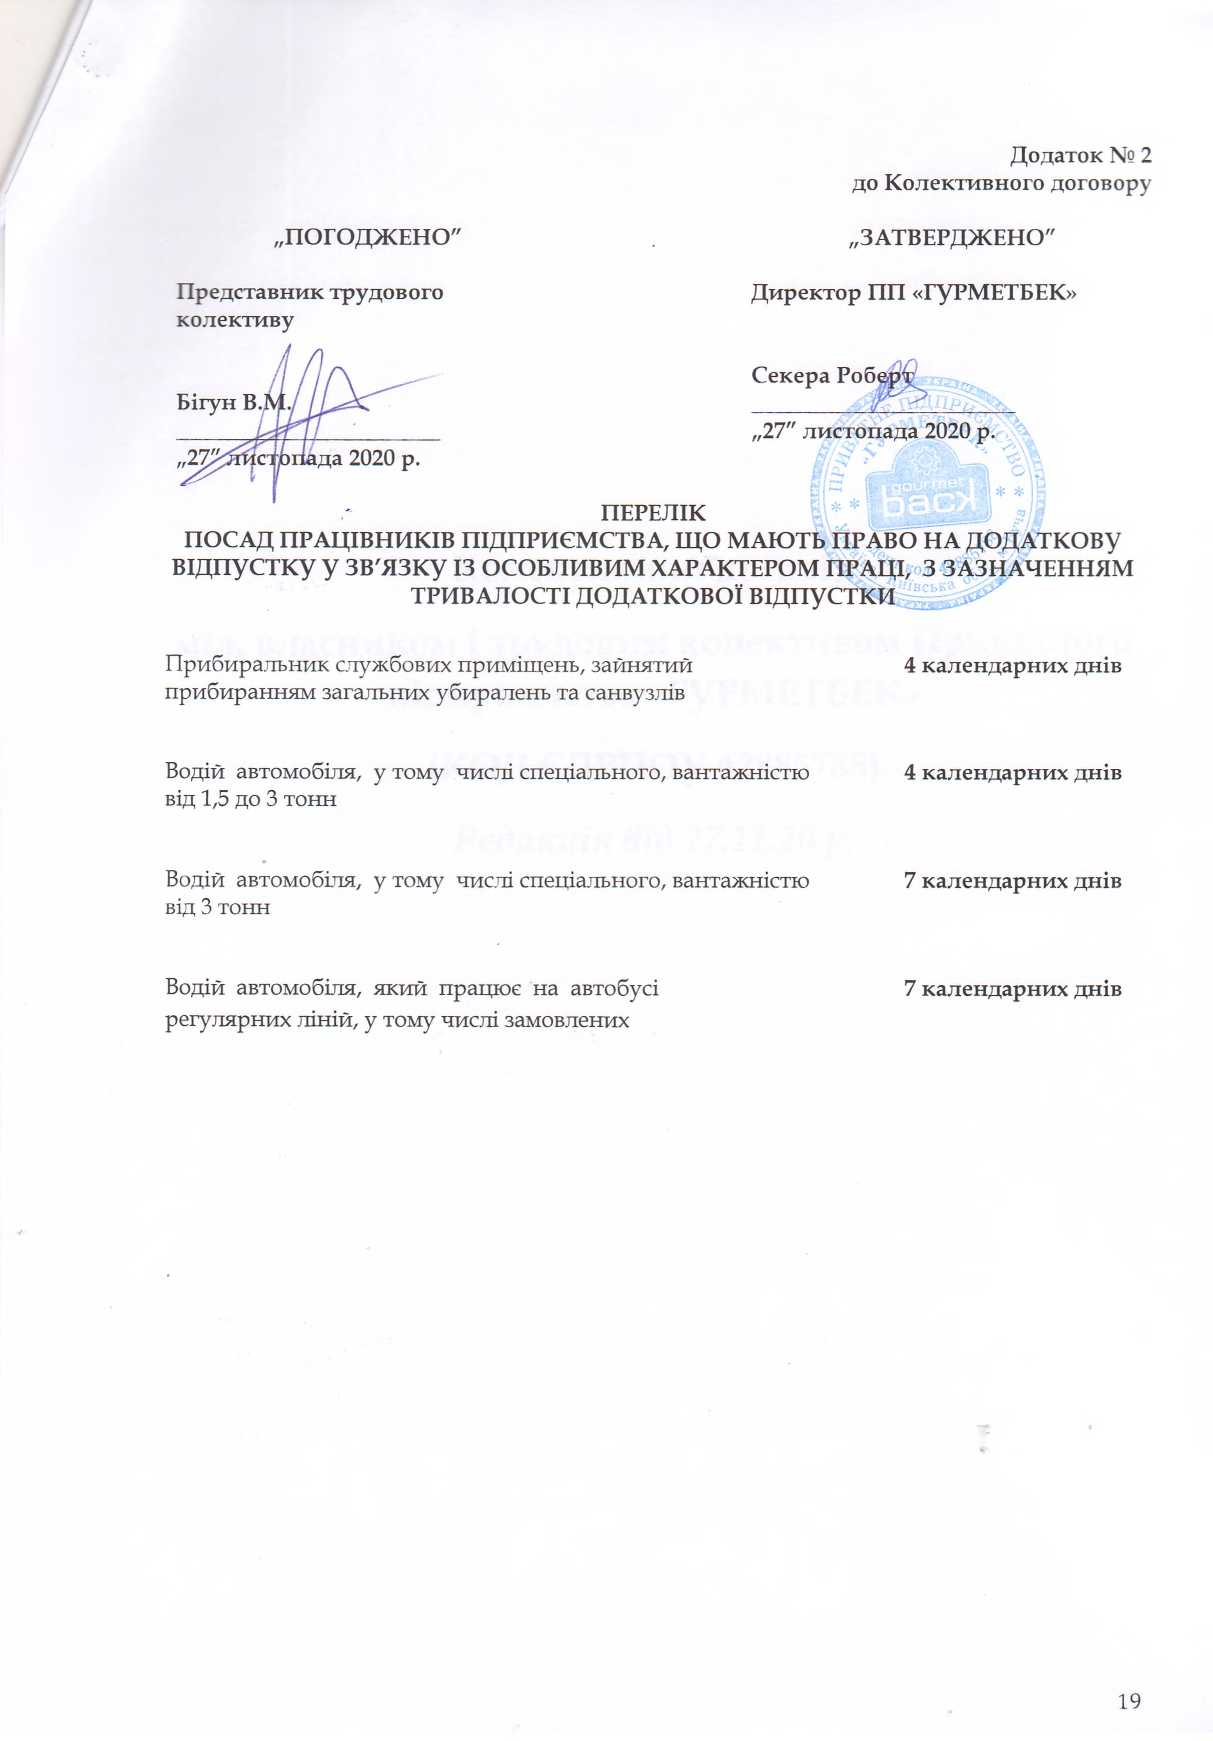 Додаток № 2
до Колективного договору
„ПОГОДЖЕНО”
„ЗАТВЕРДЖЕНО”
Представник трудового
колективу
Директор ПП «ГУРМЕТБЕК»
Бігун В.М.
„27” листопада 2020 р.
Секера Роберт
„27” листопада 2020 р.
ПРИВАТНЕ ПІДПРИЄМСТВО
«ГУРМЕТБЕК»
gourmet
back
ПЕРЕЛІК
ПОСАД ПРАЦІВНИКІВ ПІДПРИЄМСТВА, ЩО МАЮТЬ ПРАВО НА ДОДАТКОВУ
ВІДПУСТКУ У ЗВ’ЯЗКУ ІЗ ОСОБЛИВИМ ХАРАКТЕРОМ ПРАЦІ, З ЗАЗНАЧЕННЯМ
ТРИВАЛОСТІ ДОДАТКОВОЇ ВІДПУСТКИ
Прибиральник службових приміщень, зайнятий 4 календарних днів
прибиранням загальних убиралень та санвузлів
Водій автомобіля, у тому числі спеціального, вантажністю 4 календарних днів
від 1,5 до 3 тонн
Водій автомобіля, у тому числі спеціального, вантажністю 7 календарних днів
від 3 тонн
Водій автомобіля, який працює на автобусі 7 календарних днів
регулярних ліній, у тому числі замовлених
19